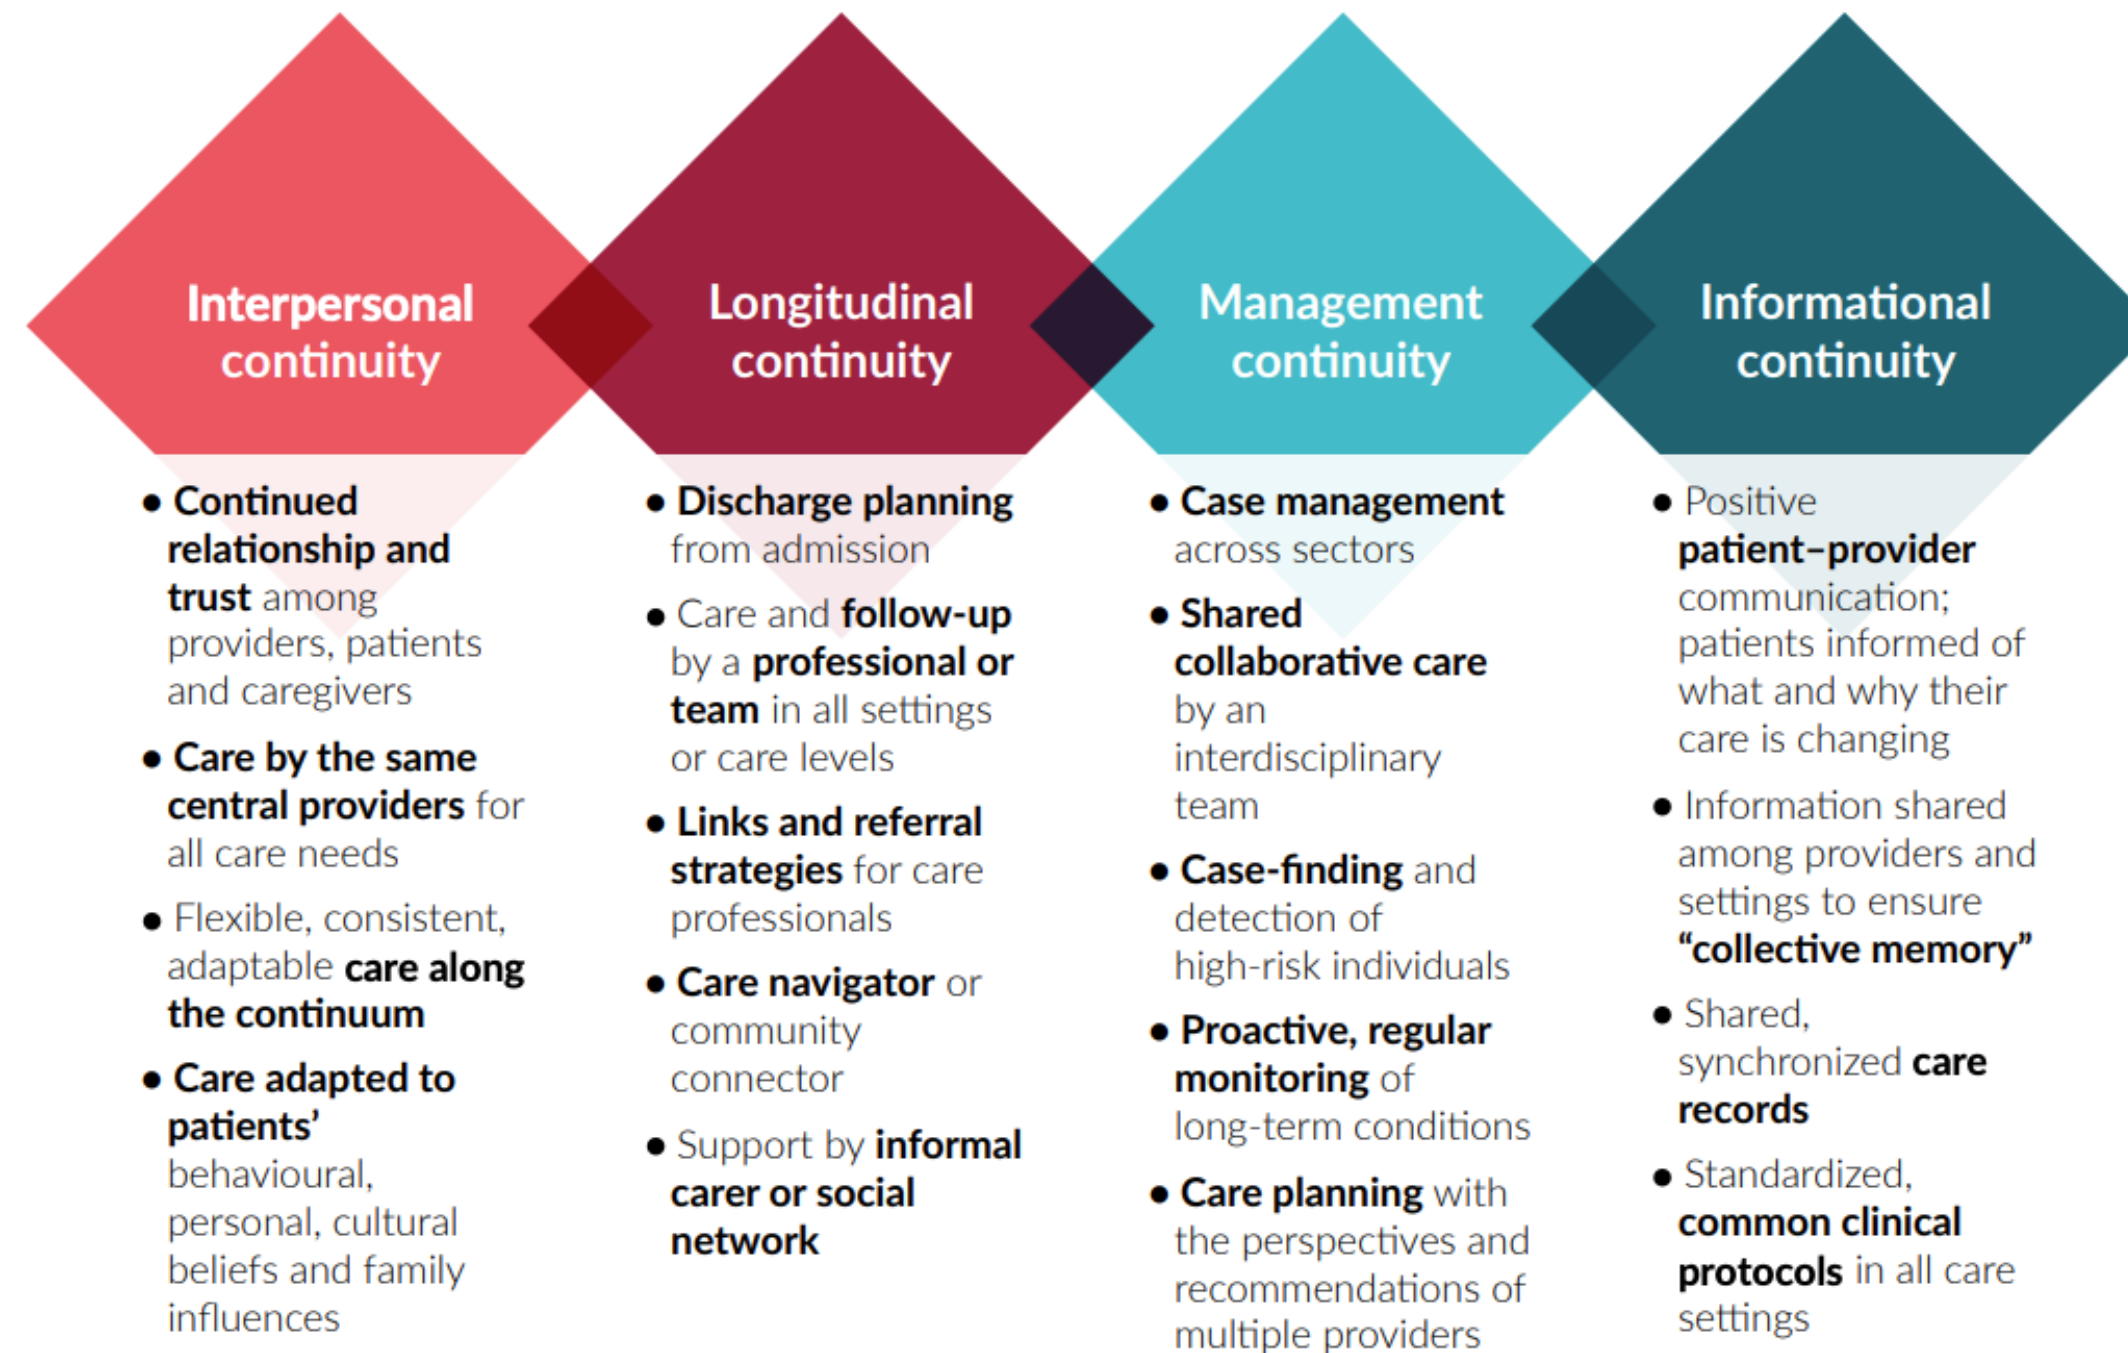 Interpersonal
continuity
● Continued
relationship and
trust among
providers, patients
and caregivers
● Care by the same
central providers for
all care needs
● Flexible, consistent,
adaptable care along
the continuum
● Care adapted to
patients’
behavioural,
personal, cultural
beliefs and family
influences
Longitudinal
continuity
● Discharge planning
from admission
● Care and follow-up
by a professional or
team in all settings
or care levels
● Links and referral
strategies for care
professionals
● Care navigator or
community
connector
● Support by informal
carer or social
network
Management
continuity
● Case management
across sectors
● Shared
collaborative care
by an
interdisciplinary
team
● Case-finding and
detection of
high-risk individuals
● Proactive, regular
monitoring of
long-term conditions
● Care planning with
the perspectives and
recommendations of
multiple providers
Informational
continuity
● Positive
patient–provider
communication;
patients informed of
what and why their
care is changing
● Information shared
among providers and
settings to ensure
“collective memory”
● Shared,
synchronized care
records
● Standardized,
common clinical
protocols in all care
settings